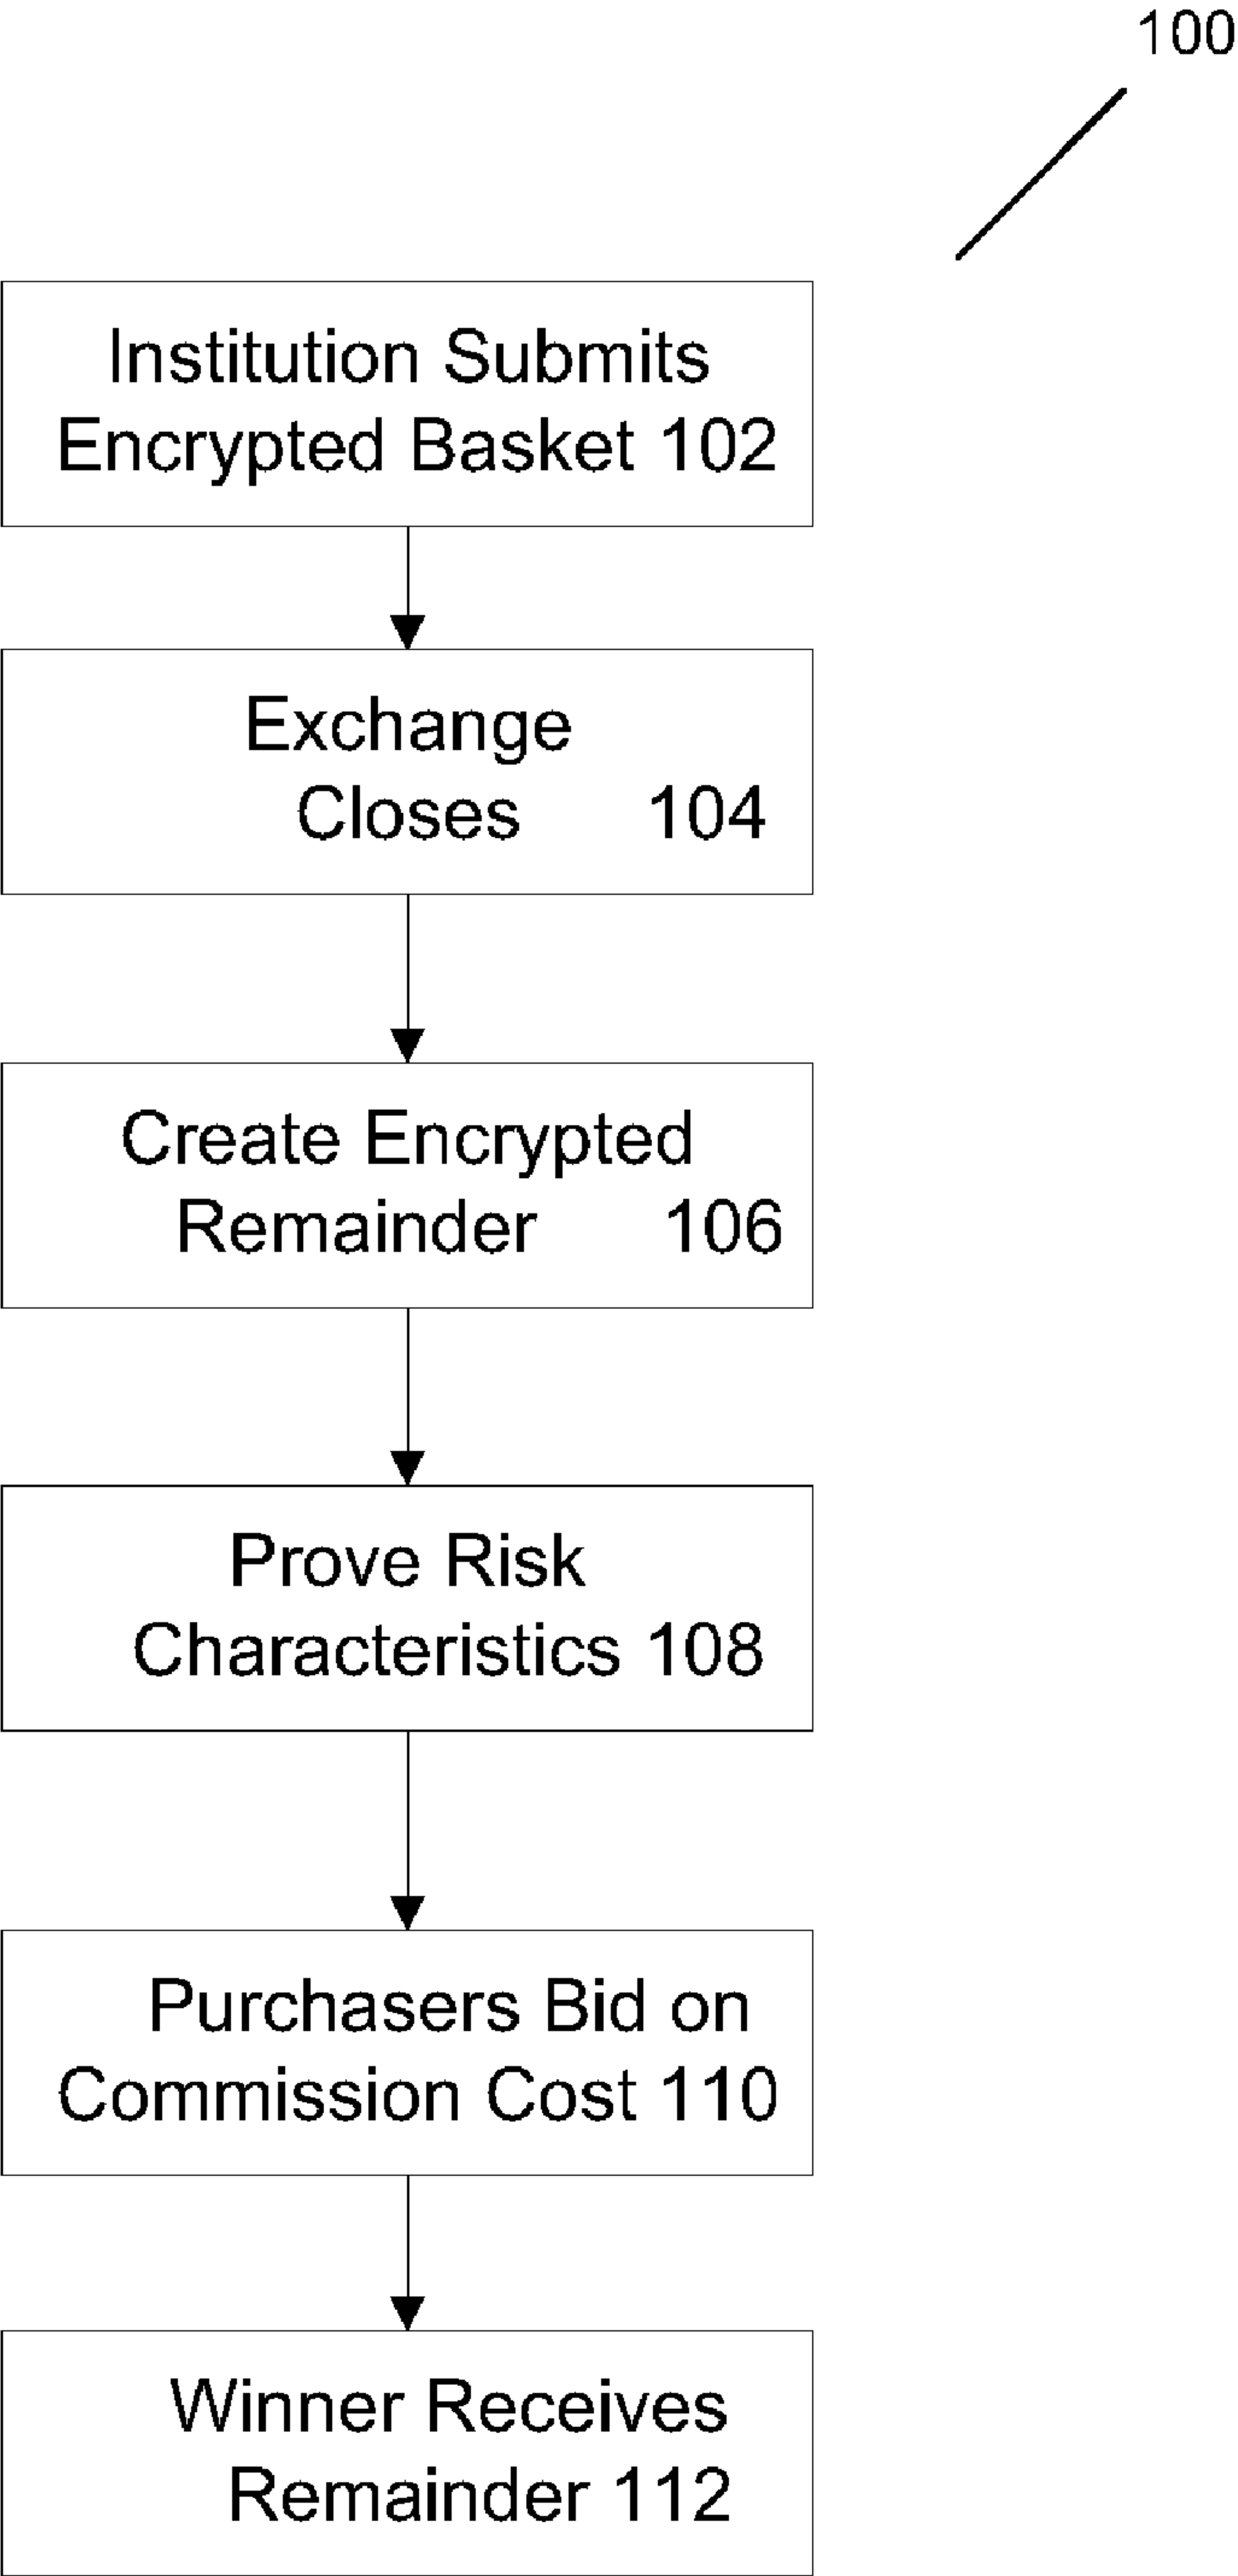 100
Institution Submits
Encrypted Basket 102
Exchange
Closes 104
Create Encrypted
Remainder 106
Prove Risk
Characteristics 108
Purchasers Bid on
Commission Cost 110
Winner Receives
Remainder 112